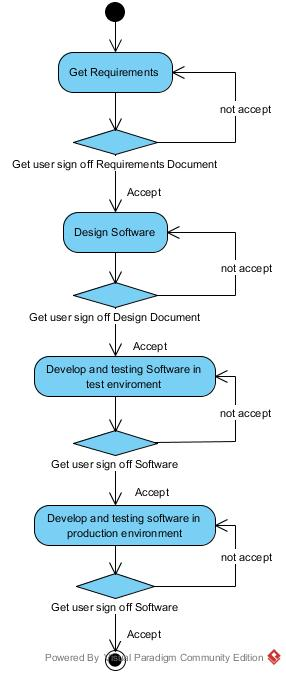 Get Requirements
not accept
Get user sign off Requirements Document
Accept
Design Software
not accept
Get user sign off Design Document
Accept
Develop and testing Software in
test enviroment
not accept
Get user sign off Software
Accept
Develop and testing software in
production environment
not accept
Get user sign off Software
Accept
Powered By Visual Paradigm Community Edition